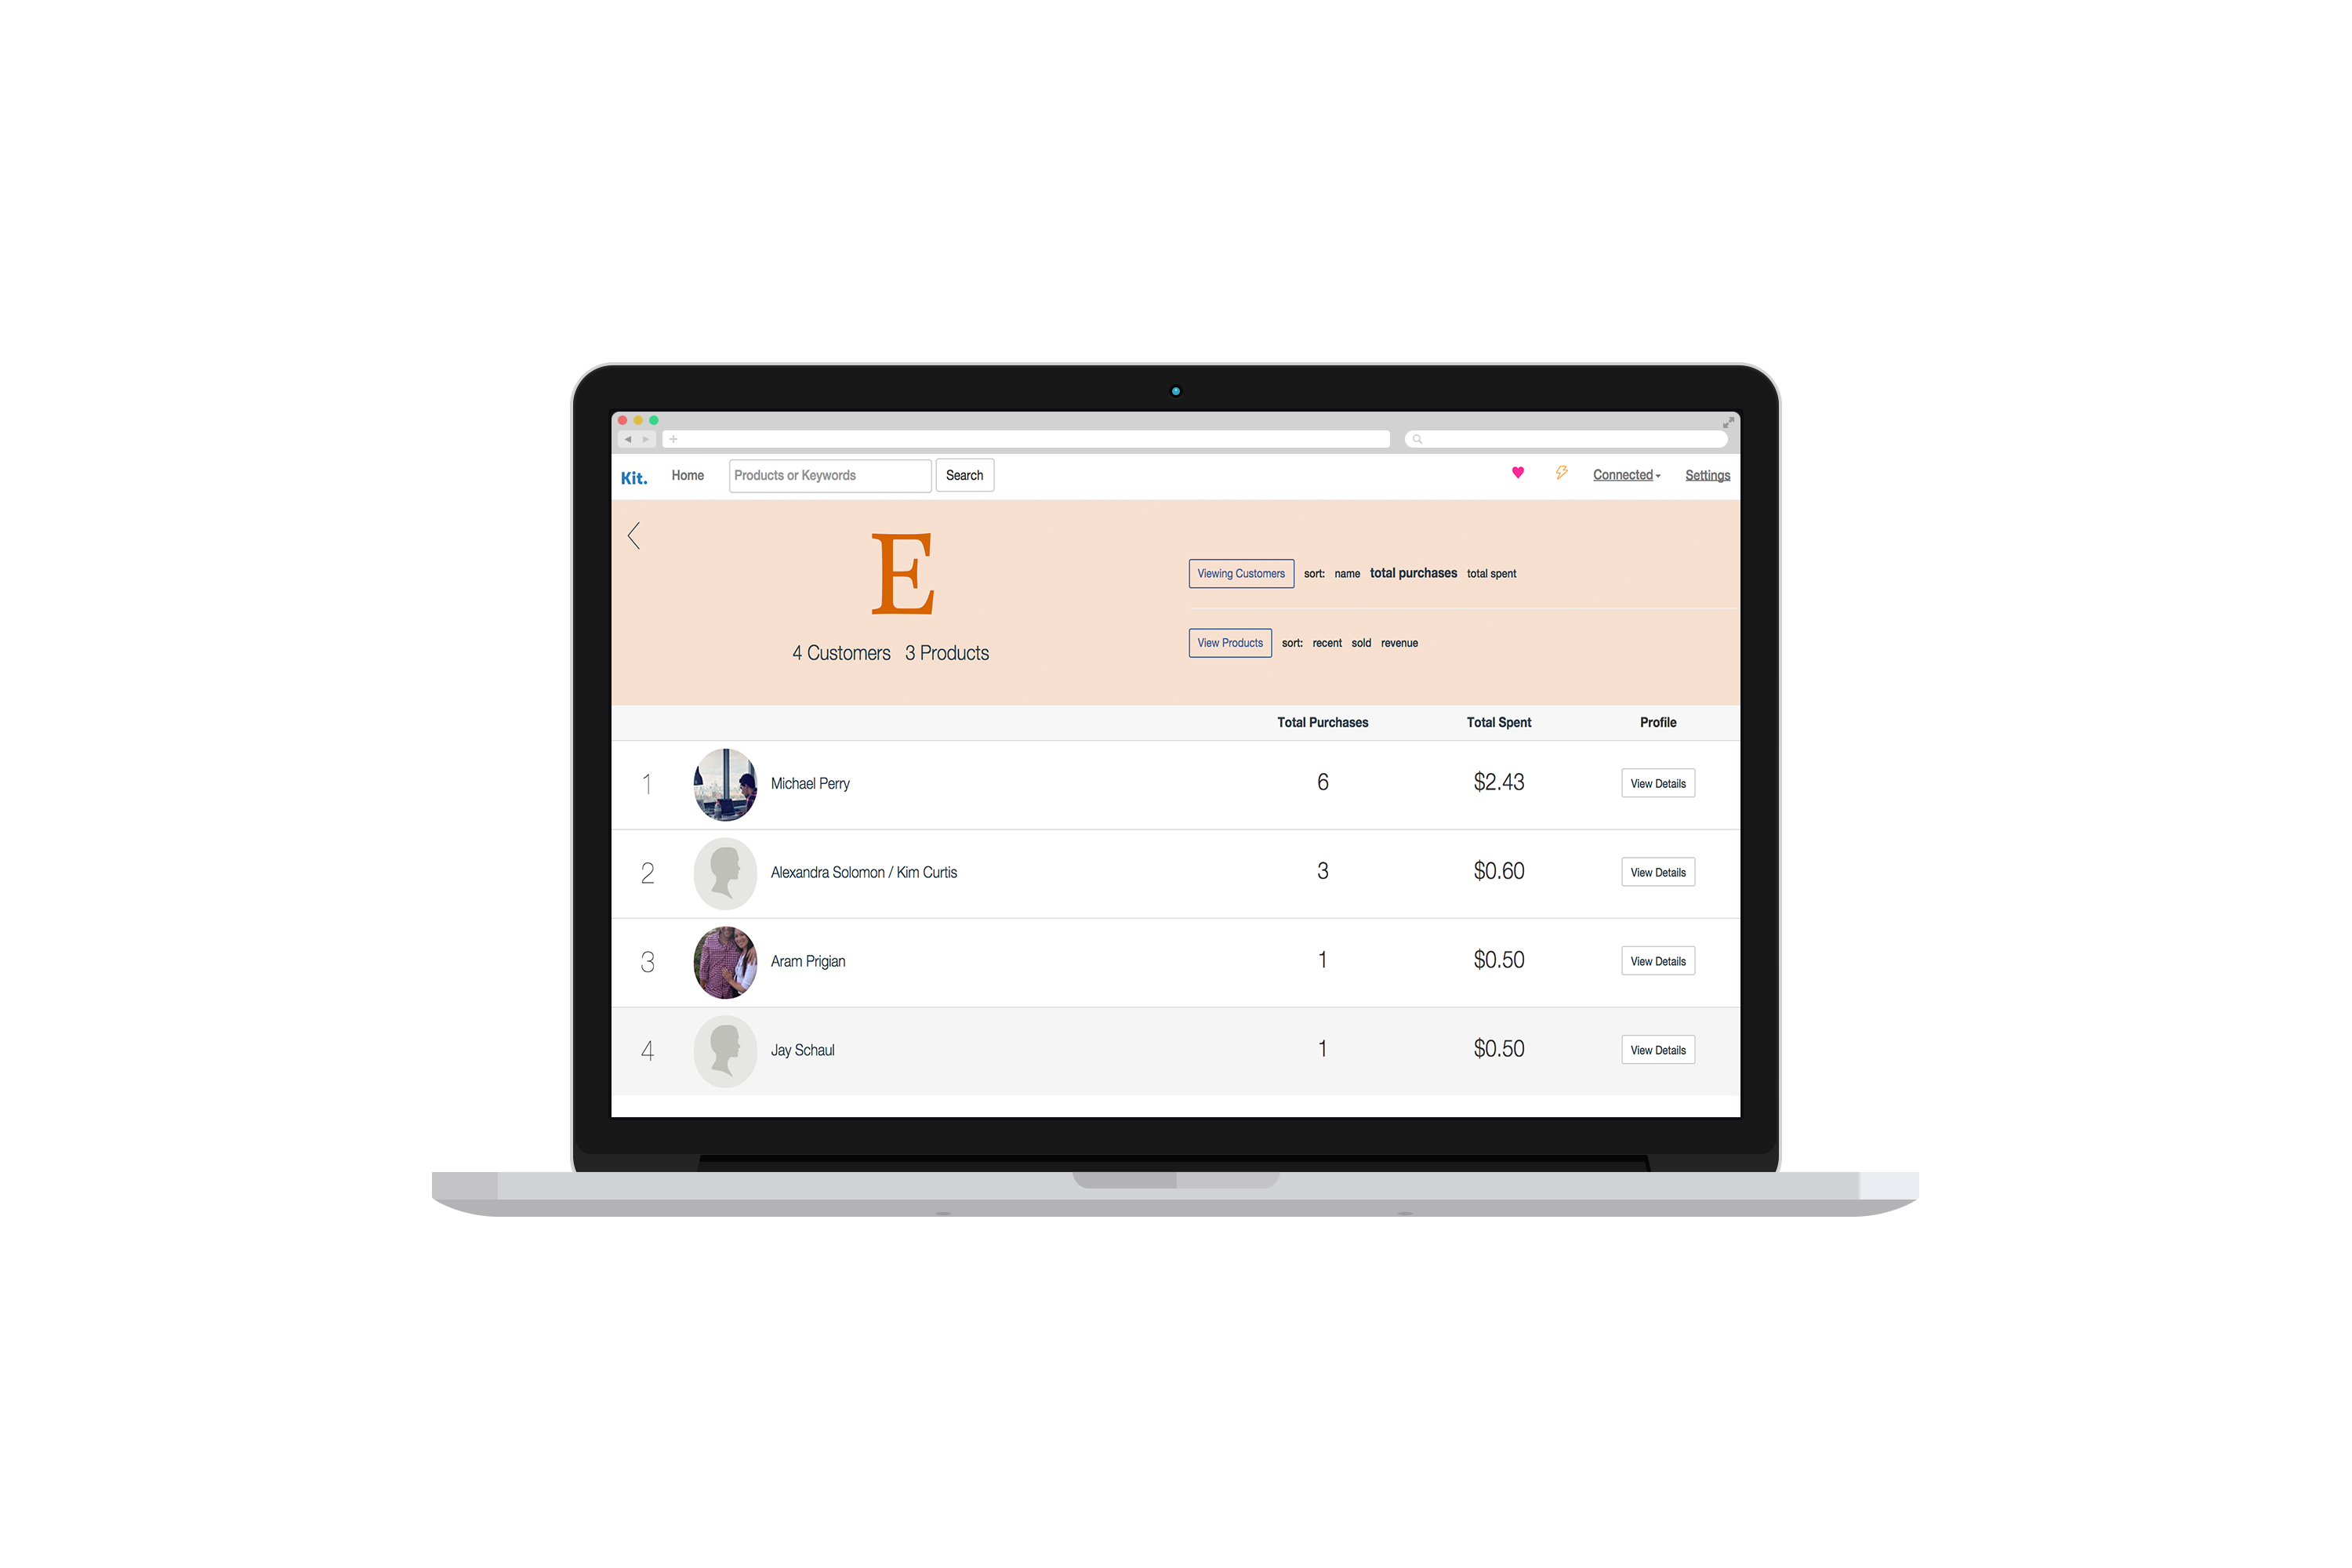 Kit. Home Products or Keywords Search Connected Settings
E
4 Customers 3 Products
Viewing Customers sort: name total purchases total spent
View Products sort: recent sold revenue
Total Purchases Total Spent Profile
1 Michael Perry 6 $2.43 View Details
2 Alexandra Solomon / Kim Curtis 3 $0.60 View Details
3 Aram Prigian 1 $0.50 View Details
4 Jay Schaul 1 $0.50 View Details